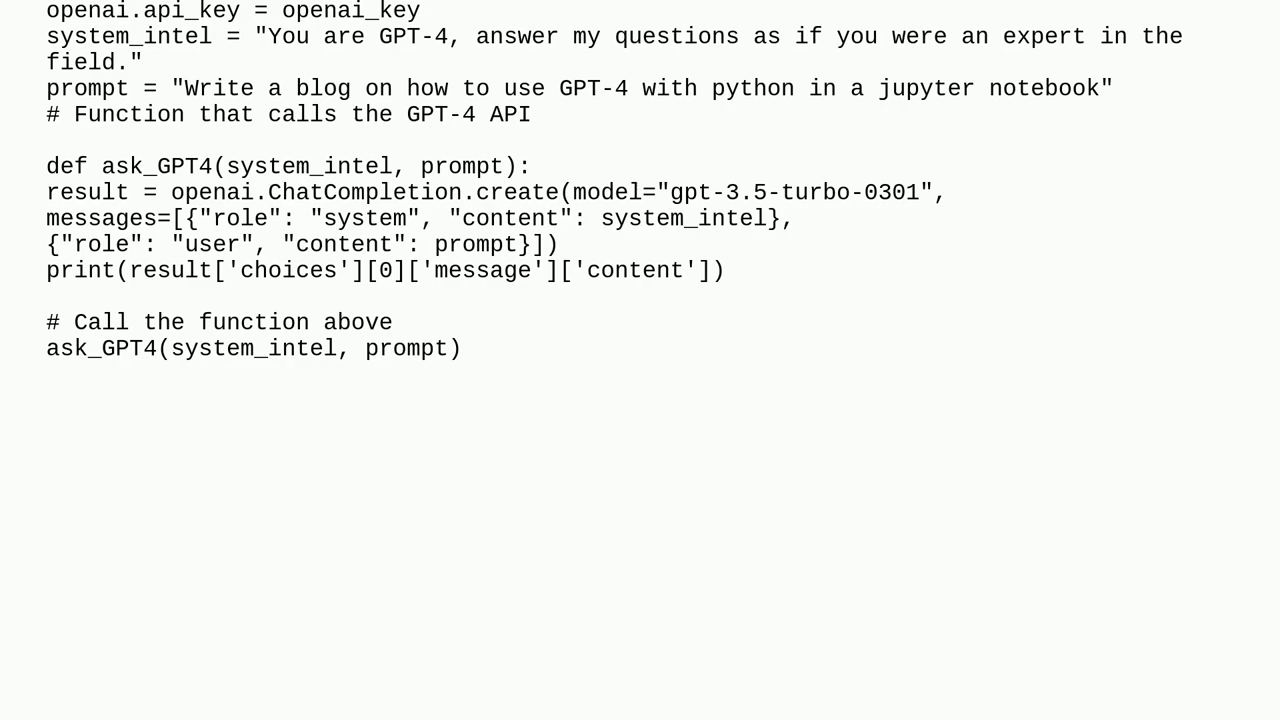 openai.api_key = openai_key
system_intel = "You are GPT-4, answer my questions as if you were an expert in the
field."
prompt = "Write a blog on how to use GPT-4 with python in a jupyter notebook"
# Function that calls the GPT-4 API
def ask_GPT4(system_intel, prompt):
result = openai.ChatCompletion.create(model="gpt-3.5-turbo-0301",
messages=[{"role": "system", "content": system_intel},
{"role": "user", "content": prompt}])
print(result['choices'][0]['message']['content'])
# Call the function above
ask_GPT4(system_intel, prompt)